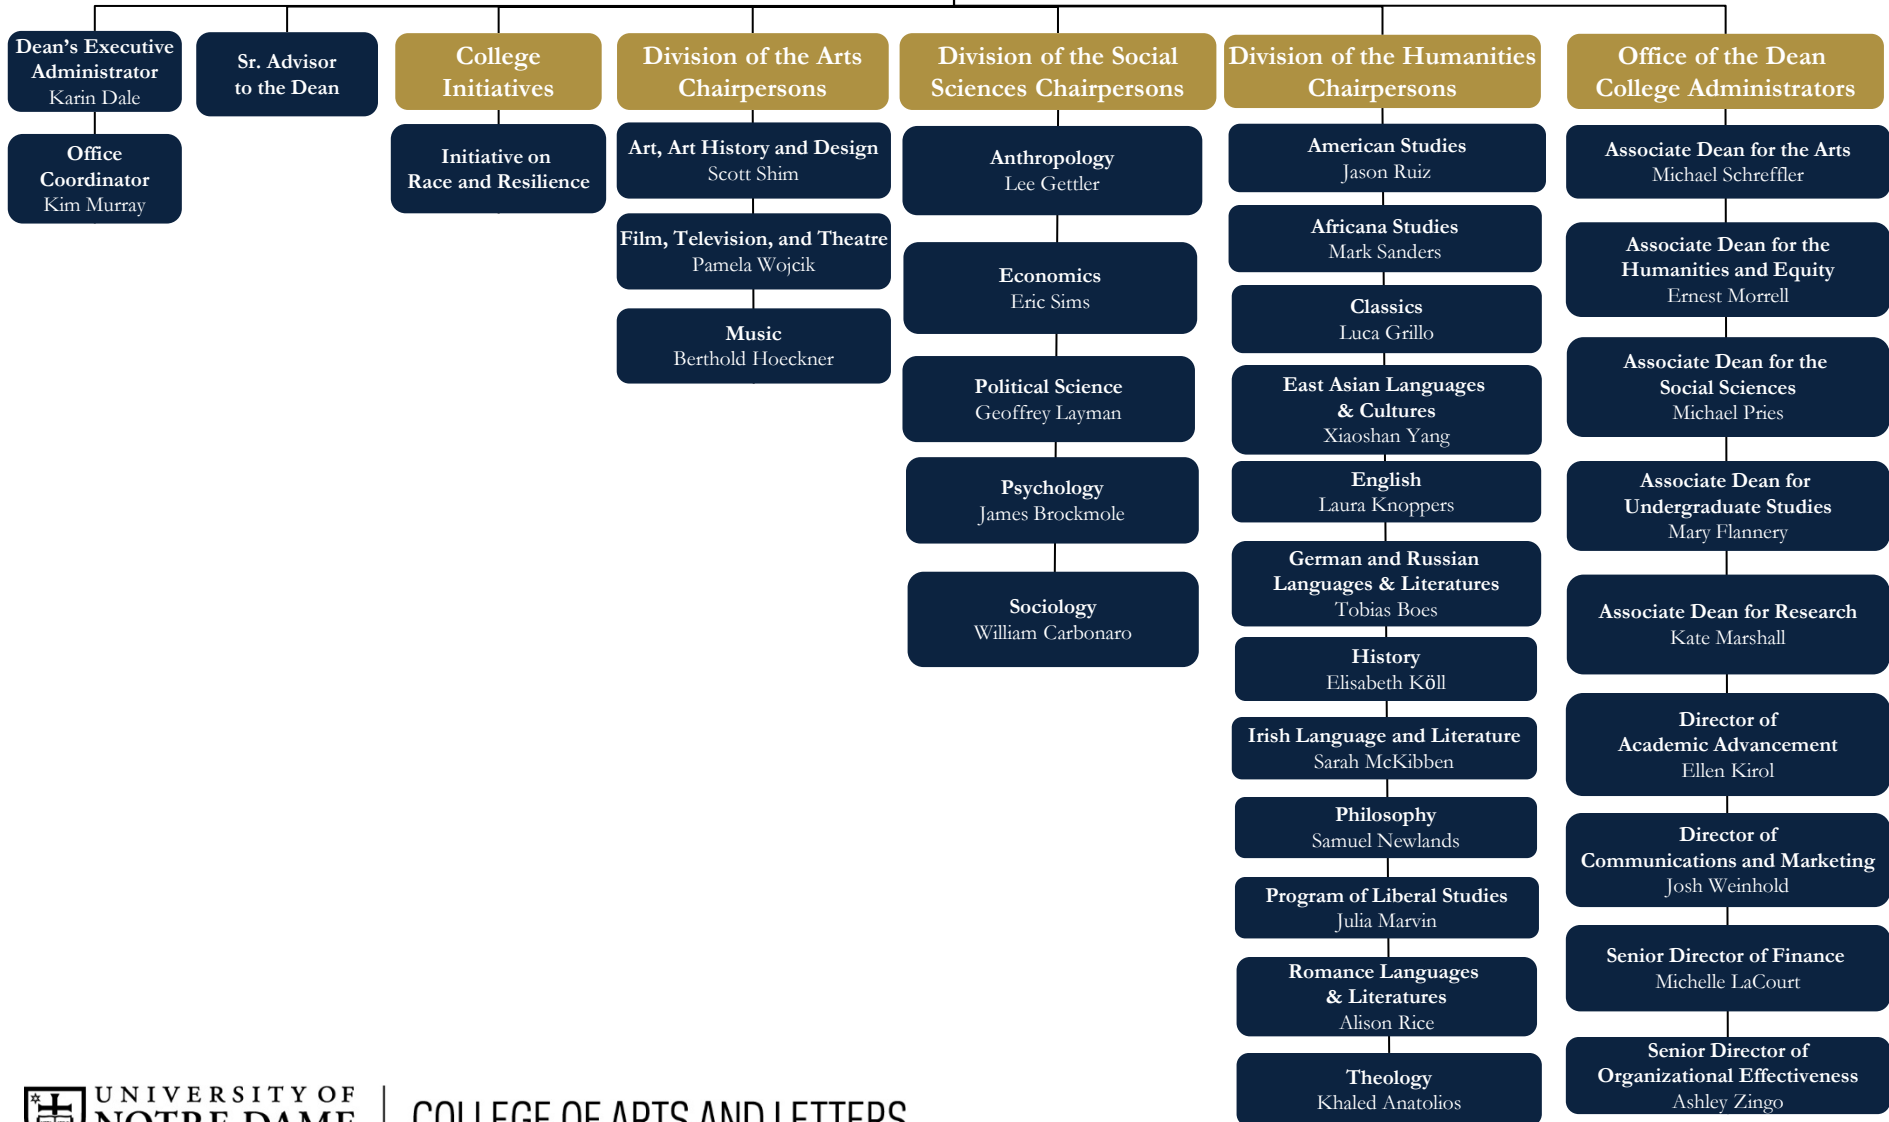 Dean's Executive
Administrator
Karin Dale
Office
Coordinator
Kim Murray
Sr. Advisor
to the Dean
College
Initiatives
Initiative on
Race and Resilience
Division of the Arts
Chairpersons
Art, Art History and Design
Scott Shim
Film, Television, and Theatre
Pamela Wojcik
Music
Berthold Hoeckner
Division of the Social
Sciences Chairpersons
Anthropology
Lee Gettler
Economics
Eric Sims
Political Science
Geoffrey Layman
Psychology
James Brockmole
Sociology
William Carbonaro
Division of the Humanities
Chairpersons
American Studies
Jason Ruiz
Africana Studies
Mark Sanders
Classics
Luca Grillo
East Asian Languages
& Cultures
Xiaoshan Yang
English
Laura Knoppers
German and Russian
Languages & Literatures
Tobias Boes
History
Elisabeth Köll
Irish Language and Literature
Sarah McKibben
Philosophy
Samuel Newlands
Program of Liberal Studies
Julia Marvin
Romance Languages
& Literatures
Alison Rice
Theology
Khaled Anatolios
Office of the Dean
College Administrators
Associate Dean for the Arts
Michael Schreffler
Associate Dean for the
Humanities and Equity
Ernest Morrell
Associate Dean for the
Social Sciences
Michael Pries
Associate Dean for
Undergraduate Studies
Mary Flannery
Associate Dean for Research
Kate Marshall
Director of
Academic Advancement
Ellen Kirol
Director of
Communications and Marketing
Josh Weinhold
Senior Director of Finance
Michelle LaCourt
Senior Director of
Organizational Effectiveness
Ashley Zingo
UNIVERSITY OF
NOTRE DAME
COLLEGE OF ARTS AND LETTERS